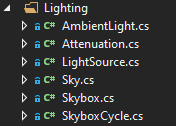 Lighting
C# AmbientLight.cs
C# Attenuation.cs
C# LightSource.cs
C# Sky.cs
C# Skybox.cs
C# SkyboxCycle.cs